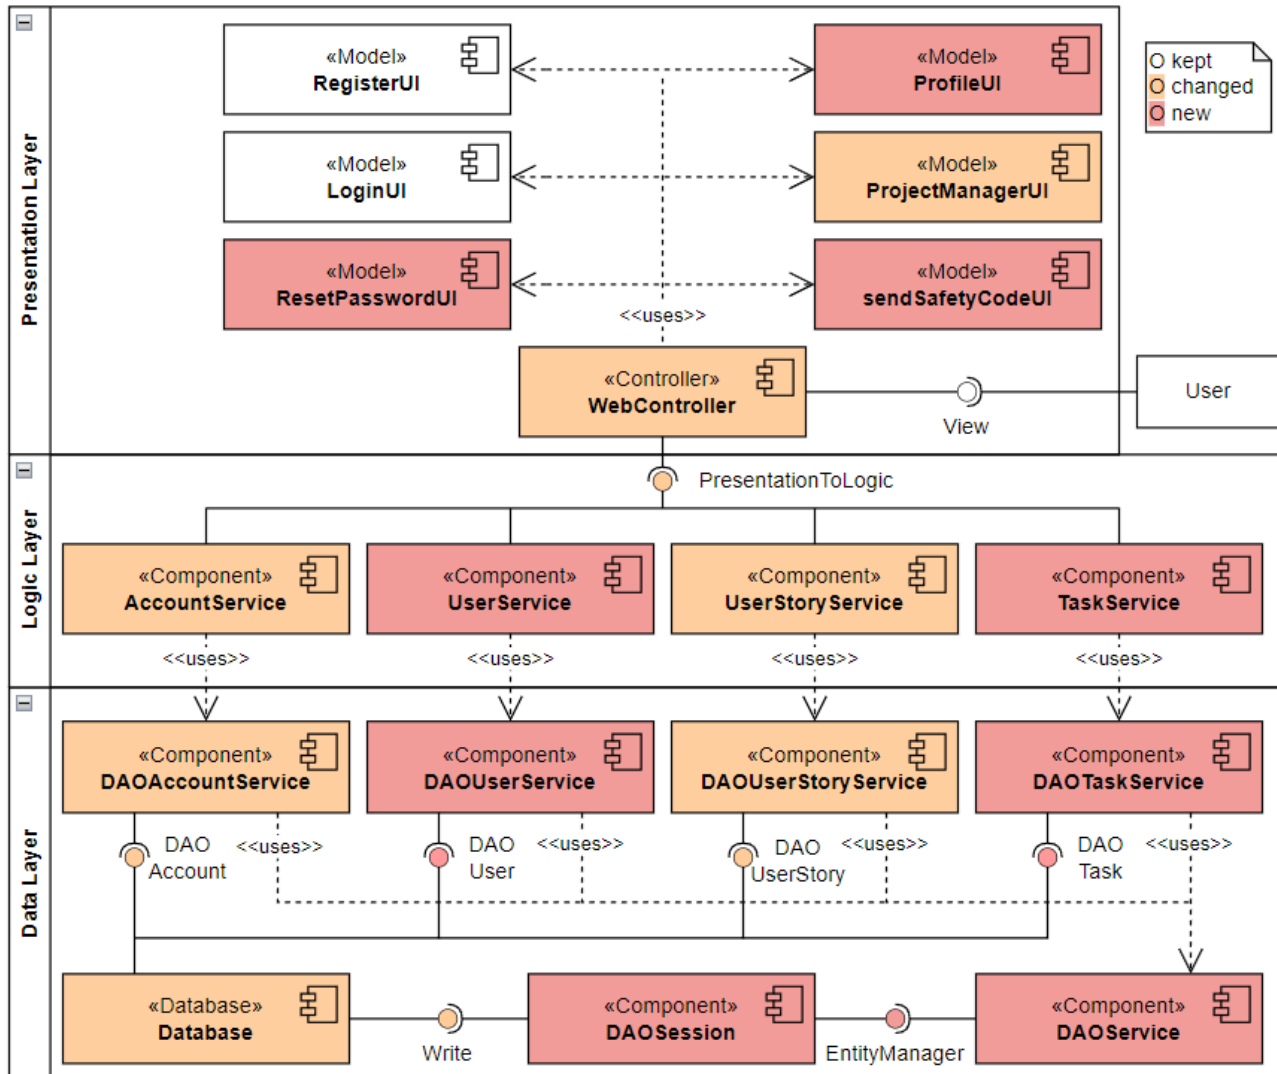 Presentation Layer
«Model»
RegisterUI
«Model»
ProfileUI
O kept
O changed
O new
«Model»
LoginUI
«Model»
ProjectManagerUI
«Model»
ResetPasswordUI
«Model»
sendSafetyCodeUI
<<uses>>
«Controller»
WebController
View
User
Logic Layer
PresentationToLogic
«Component»
AccountService
«Component»
UserService
«Component»
UserStoryService
«Component»
TaskService
<<uses>>
<<uses>>
<<uses>>
<<uses>>
Data Layer
«Component»
DAOAccountService
«Component»
DAOUserService
«Component»
DAOUserStoryService
«Component»
DAOTaskService
DAO
Account
<<uses>>
DAO
User
<<uses>>
DAO
UserStory
<<uses>>
DAO
Task
<<uses>>
«Database»
Database
Write
«Component»
DAOSession
EntityManager
«Component»
DAOService